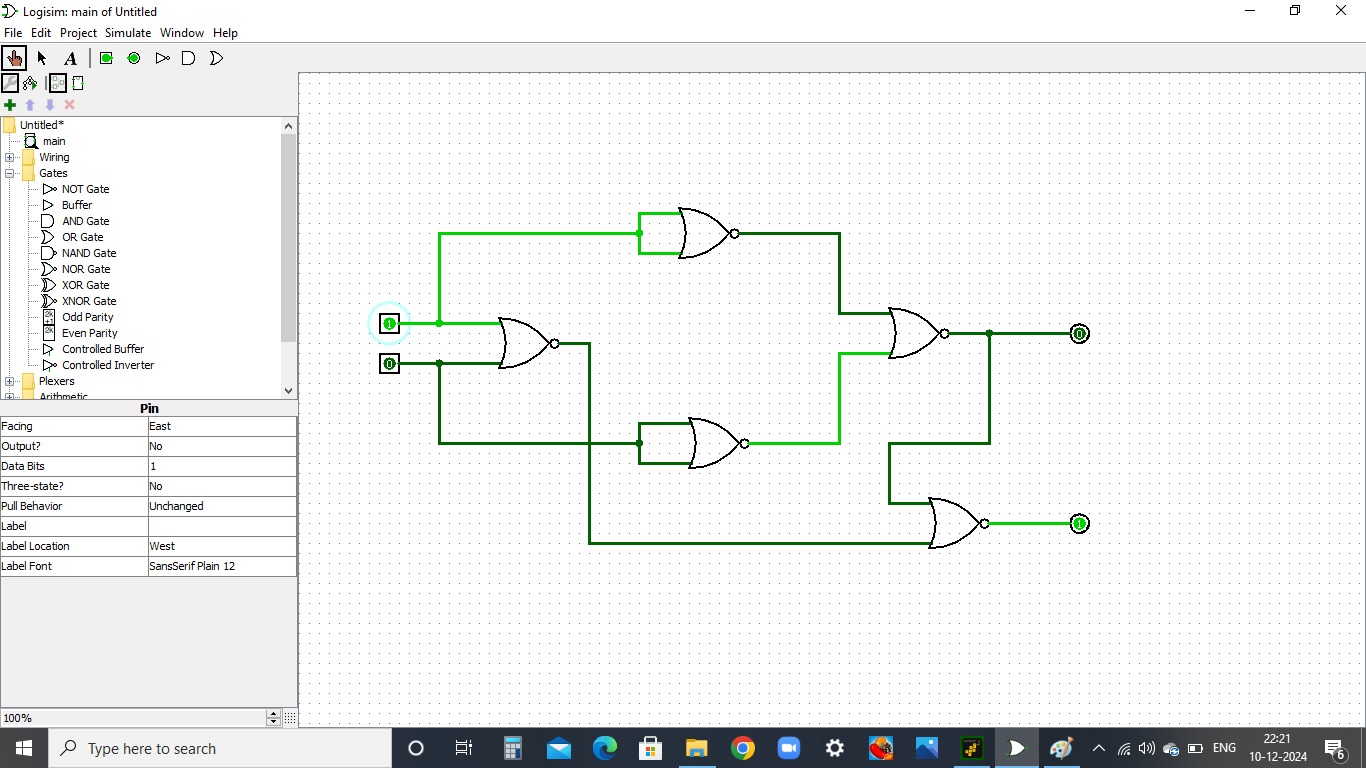 Logisim: main of Untitled
File Edit Project Simulate Window Help
A
Untitled*
main
Wiring
Gates
NOT Gate
Buffer
AND Gate
OR Gate
NAND Gate
NOR Gate
XOR Gate
XNOR Gate
Odd Parity
Even Parity
Controlled Buffer
Controlled Inverter
Plexers
Arithmetic
Pin
Facing East
Output? No
Data Bits 1
Three-state? No
Pull Behavior Unchanged
Label
Label Location West
Label Font SansSerif Plain 12
100%
1
0
0
1
Type here to search
ENG
22:21
10-12-2024
6